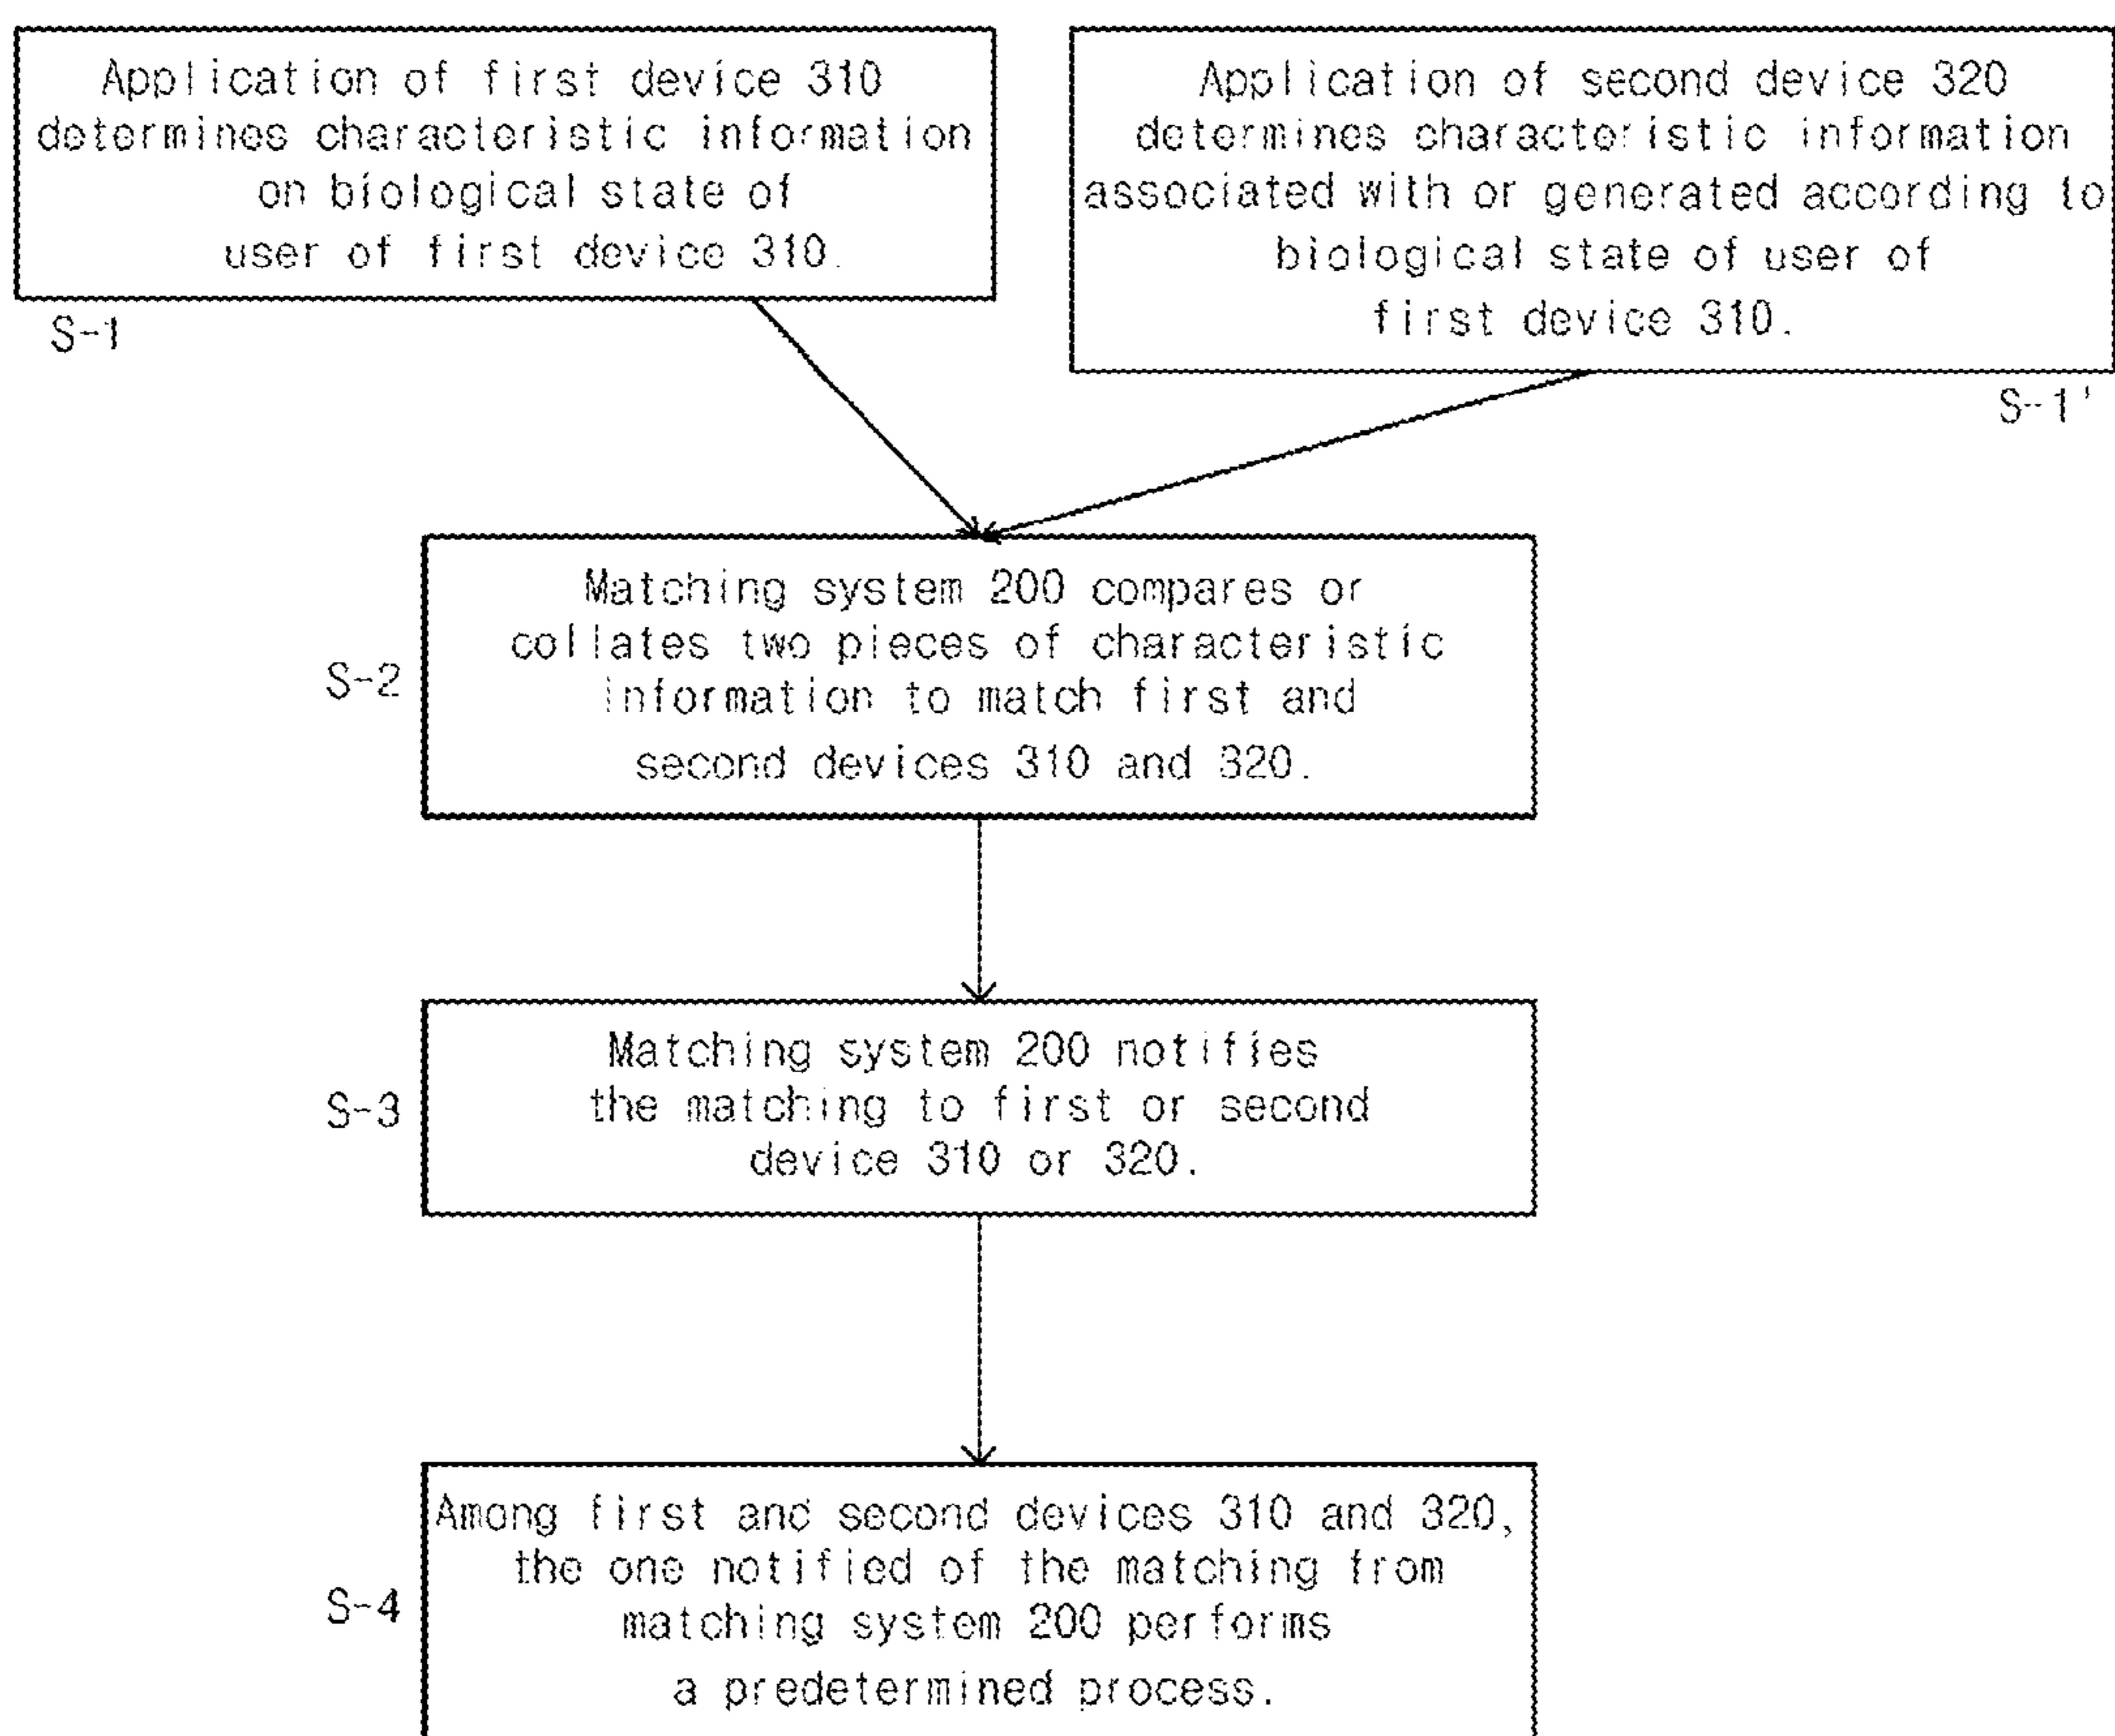 Application of first device 310
determines characteristic information
on biological state of
user of first device 310.
S-1
Application of second device 320
determines characteristic information
associated with or generated according to
biological state of user of
first device 310.
S-1'
Matching system 200 compares or
collates two pieces of characteristic
information to match first and
second devices 310 and 320.
S-2
Matching system 200 notifies
the matching to first or second
device 310 or 320.
S-3
Among first and second devices 310 and 320,
the one notified of the matching from
matching system 200 performs
a predetermined process.
S-4